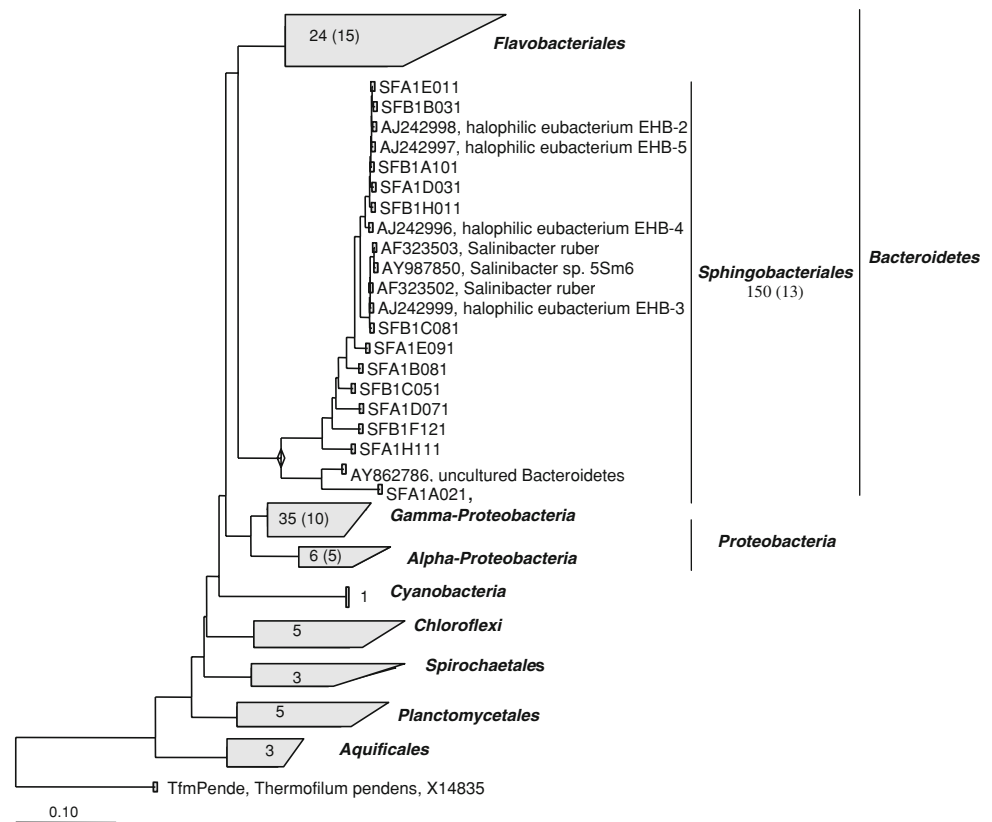 24 (15)
Flavobacteriales
SFA1E011
SFB1B031
AJ242998, halophilic eubacterium EHB-2
AJ242997, halophilic eubacterium EHB-5
SFB1A101
SFA1D031
SFB1H011
AJ242996, halophilic eubacterium EHB-4
AF323503, Salinibacter ruber
AY987850, Salinibacter sp. 5Sm6
AF323502, Salinibacter ruber
AJ242999, halophilic eubacterium EHB-3
SFB1C081
SFA1E091
SFA1B081
SFB1C051
SFA1D071
SFB1F121
SFA1H111
AY862786, uncultured Bacteroidetes
SFA1A021,
Sphingobacteriales
150 (13)
Bacteroidetes
35 (10)
Gamma-Proteobacteria
6 (5)
Alpha-Proteobacteria
Proteobacteria
1
Cyanobacteria
5
Chloroflexi
3
Spirochaetales
5
Planctomycetales
3
Aquificales
TfmPende, Thermofilum pendens, X14835
0.10